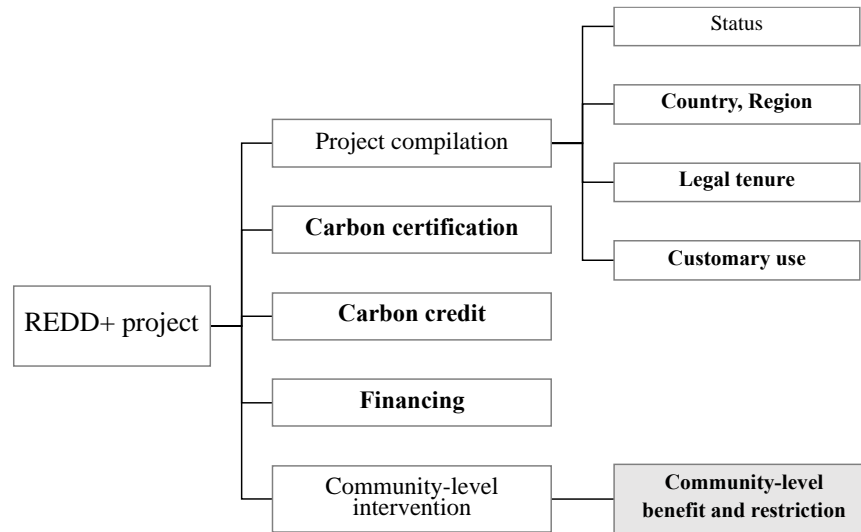 REDD+ project
Project compilation
Carbon certification
Carbon credit
Financing
Community-level
intervention
Status
Country, Region
Legal tenure
Customary use
Community-level
benefit and restriction